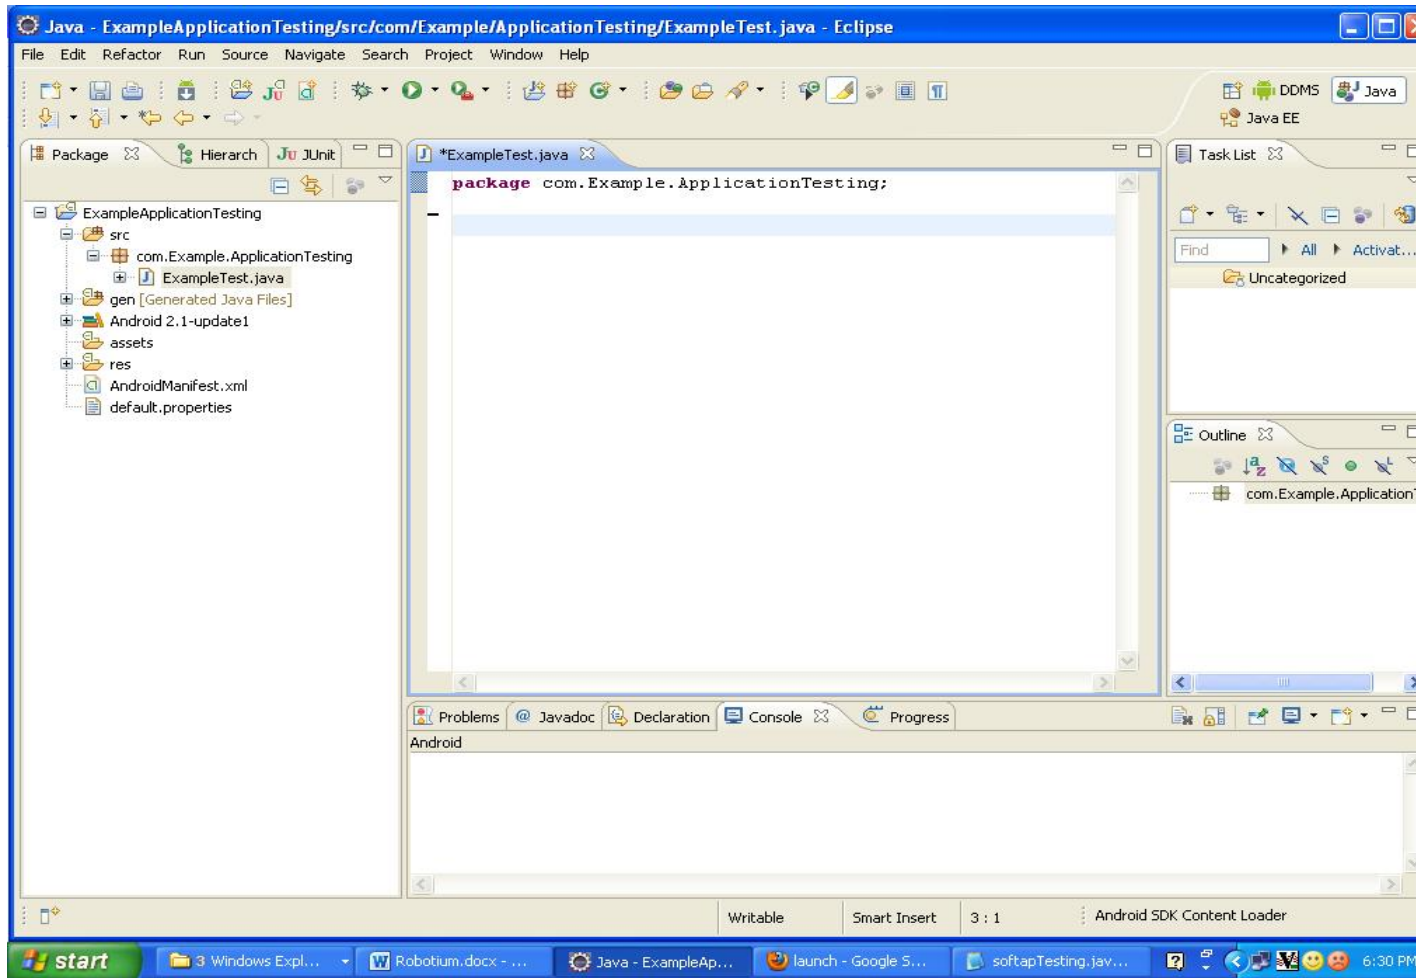 Java - ExampleApplicationTesting/src/com/Example/ApplicationTesting/ExampleTest.java - Eclipse
File Edit Refactor Run Source Navigate Search Project Window Help
DDMS Java
Java EE
Package Hierarch Ju JUnit
ExampleApplicationTesting
src
com.Example.ApplicationTesting
ExampleTest.java
gen [Generated Java Files]
Android 2.1-update1
assets
res
AndroidManifest.xml
default.properties
*ExampleTest.java
package com.Example.ApplicationTesting;
Task List
Find All Activat...
Uncategorized
Outline
com.Example.Application
Problems @ Javadoc Declaration Console Progress
Android
Writable Smart Insert 3 : 1 Android SDK Content Loader
start 3 Windows Expl... Robotium.docx - ... Java - ExampleAp... launch - Google S... softapTesting.jav... 6:30 PM